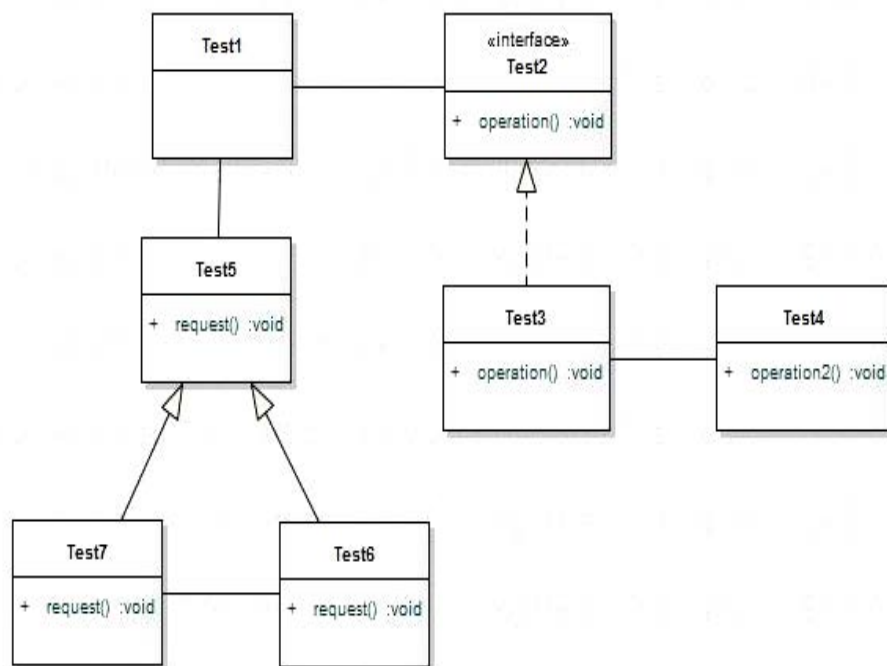 Test1
«interface»
Test2
+ operation() :void
Test5
+ request() :void
Test3
+ operation() :void
Test4
+ operation2() :void
Test7
+ request() :void
Test6
+ request() :void